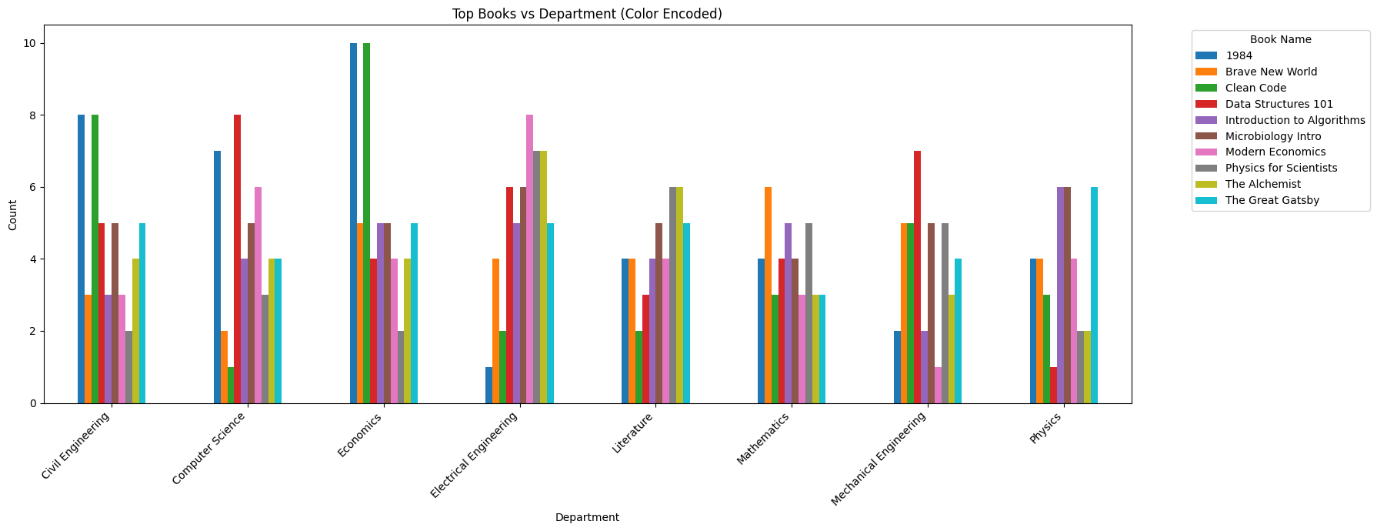 Top Books vs Department (Color Encoded)
Count
10
8
6
4
2
0
Civil Engineering
Computer Science
Economics
Electrical Engineering
Literature
Mathematics
Mechanical Engineering
Physics
Department
Book Name
1984
Brave New World
Clean Code
Data Structures 101
Introduction to Algorithms
Microbiology Intro
Modern Economics
Physics for Scientists
The Alchemist
The Great Gatsby